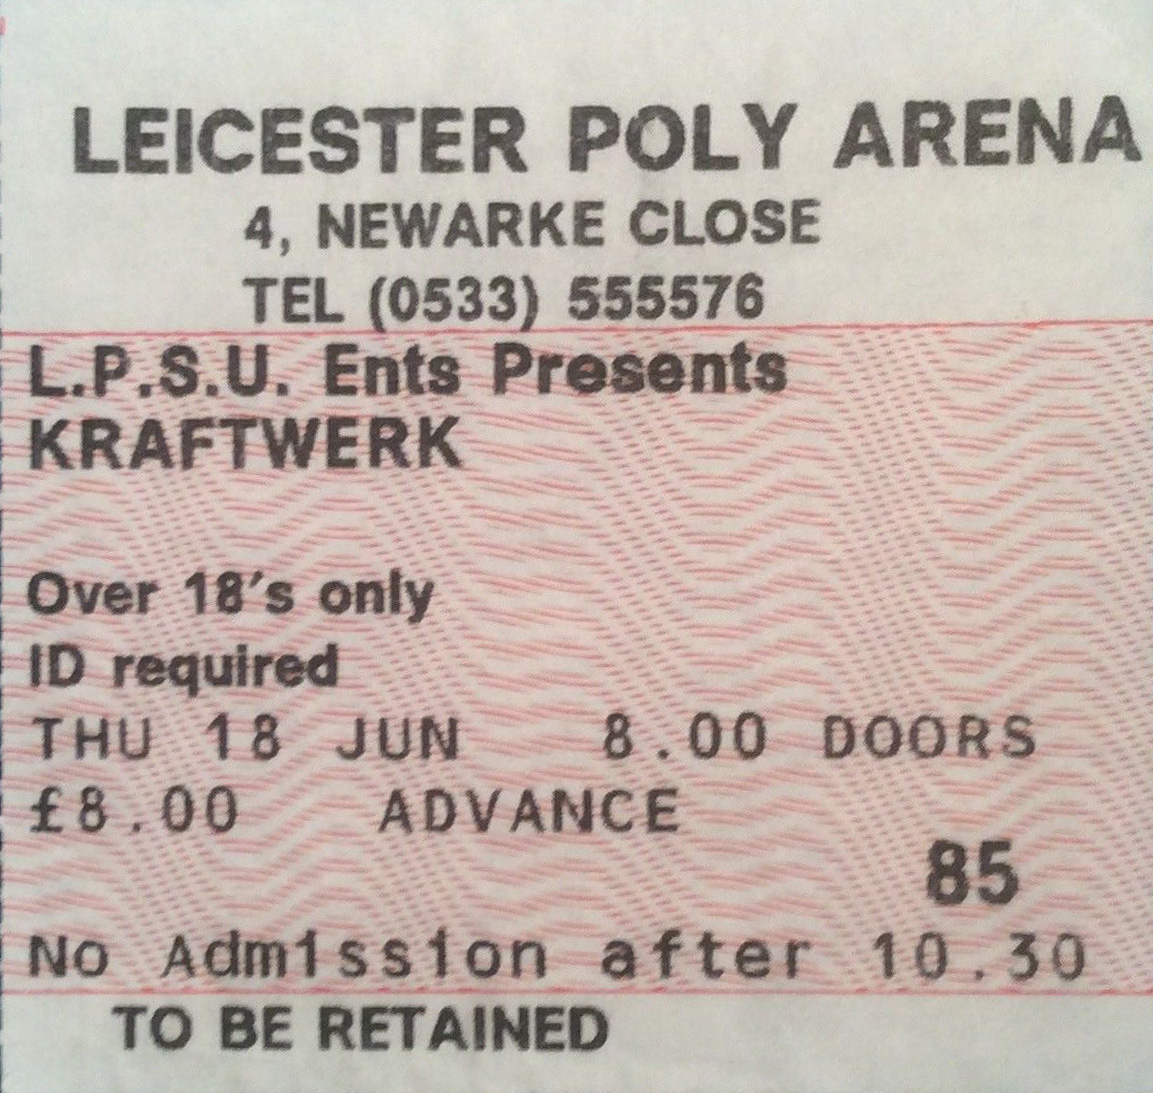 LEICESTER POLY ARENA
4, NEWARKE CLOSE
TEL (0533) 555576
L.P.S.U. Ents Presents
KRAFTWERK
Over 18's only
ID required
THU 18 JUN 8.00 DOORS
£8.00 ADVANCE
85
No Admission after 10.30
TO BE RETAINED